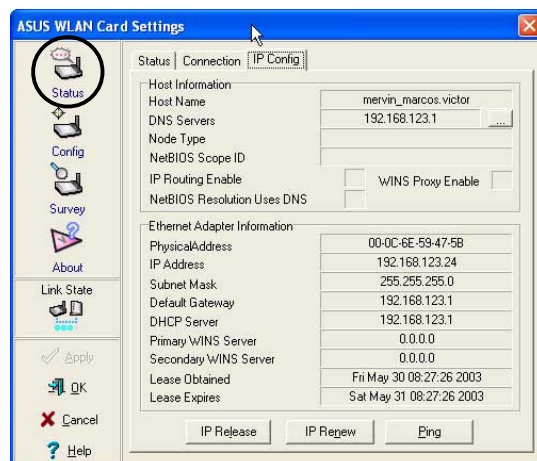 ASUS WLAN Card Settings
Status
Config
Survey
About
Link State
Apply
OK
Cancel
Help
Status Connection IP Config
Host Information
Host Name mervin_marcos.victor
DNS Servers 192.168.123.1 ...
Node Type
NetBIOS Scope ID
IP Routing Enable WINS Proxy Enable
NetBIOS Resolution Uses DNS
Ethernet Adapter Information
PhysicalAddress 00-0C-6E-59-47-5B
IP Address 192.168.123.24
Subnet Mask 255.255.255.0
Default Gateway 192.168.123.1
DHCP Server 192.168.123.1
Primary WINS Server 0.0.0.0
Secondary WINS Server 0.0.0.0
Lease Obtained Fri May 30 08:27:26 2003
Lease Expires Sat May 31 08:27:26 2003
IP Release IP Renew Ping